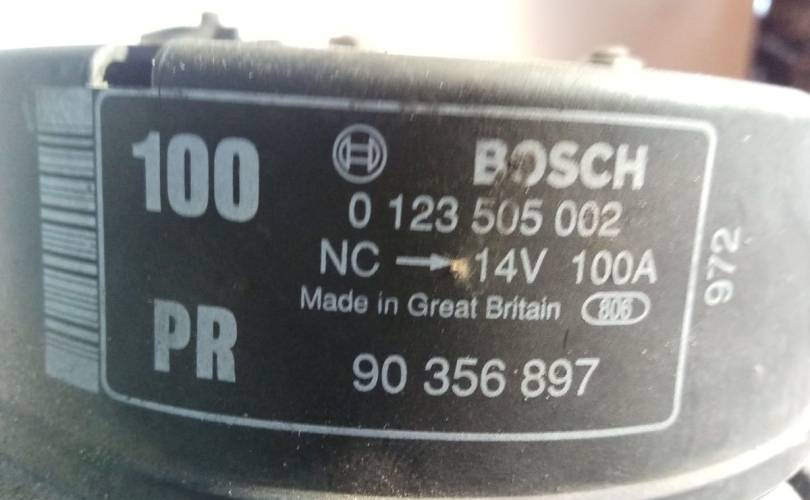 100
BOSCH
0 123 505 002
NC → 14V 100A
Made in Great Britain 806
PR
90 356 897
972